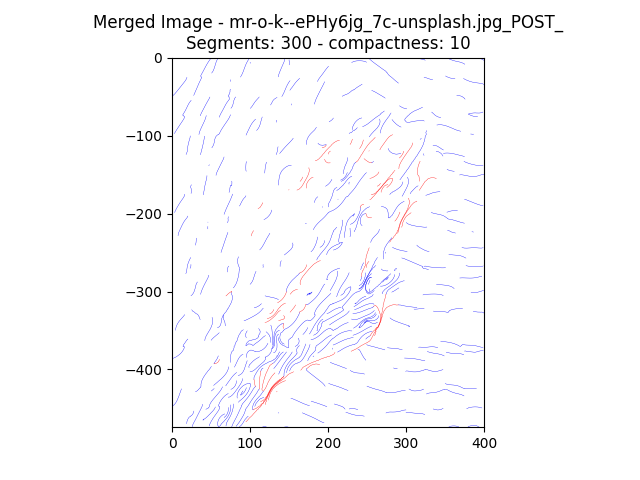 Merged Image - mr-o-k--ePHy6jg_7c-unsplash.jpg_POST_
Segments: 300 - compactness: 10
0
−100
−200
−300
−400
0 100 200 300 400